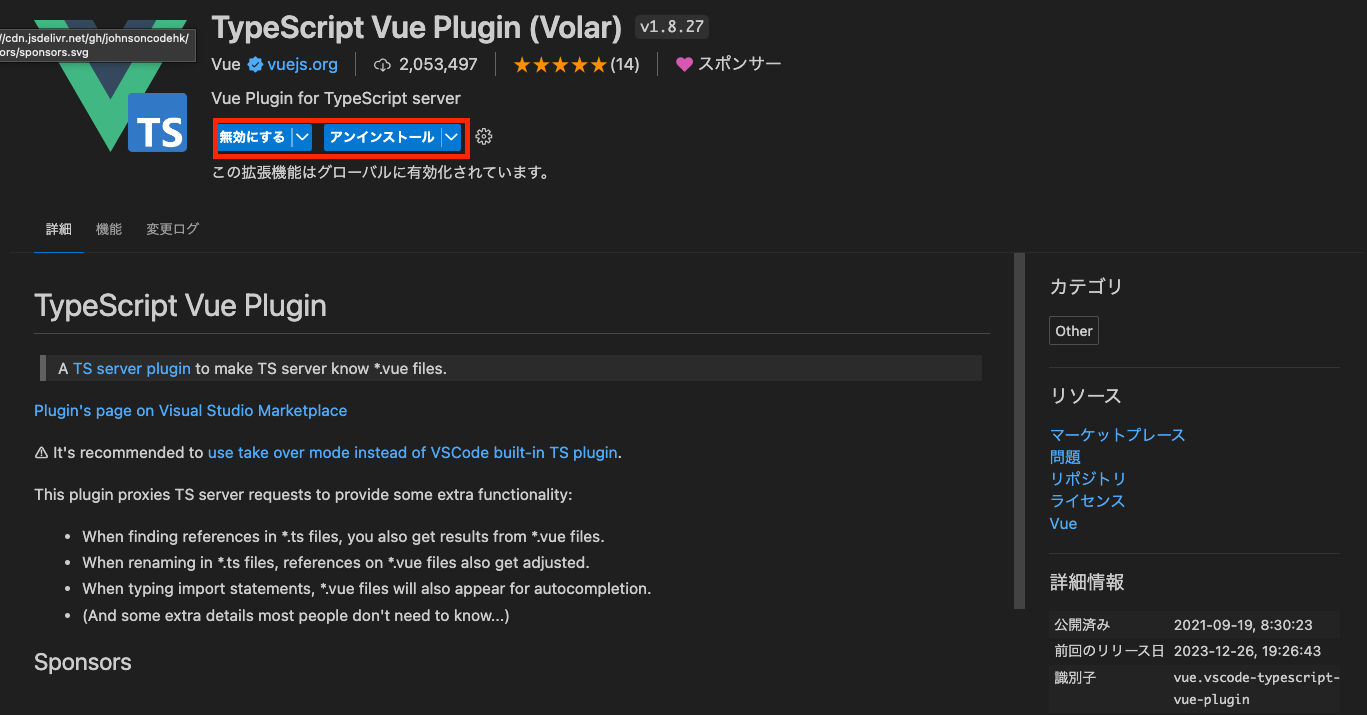 TypeScript Vue Plugin (Volar) v1.8.27
//cdn.jsdelivr.net/gh/johnsoncodehk/
ors/sponsors.svg
Vue vuejs.org 2,053,497 ★★★★★(14) スポンサー
Vue Plugin for TypeScript server
TS
無効にする アンインストール
この拡張機能はグローバルに有効化されています。
詳細 機能 変更ログ
TypeScript Vue Plugin
A TS server plugin to make TS server know *.vue files.
Plugin's page on Visual Studio Marketplace
⚠ It's recommended to use take over mode instead of VSCode built-in TS plugin.
This plugin proxies TS server requests to provide some extra functionality:
• When finding references in *.ts files, you also get results from *.vue files.
• When renaming in *.ts files, references on *.vue files also get adjusted.
• When typing import statements, *.vue files will also appear for autocompletion.
• (And some extra details most people don't need to know...)
Sponsors
カテゴリ
Other
リソース
マーケットプレース
問題
リポジトリ
ライセンス
Vue
詳細情報
公開済み 2021-09-19, 8:30:23
前回のリリース日 2023-12-26, 19:26:43
識別子 vue.vscode-typescript-
vue-plugin